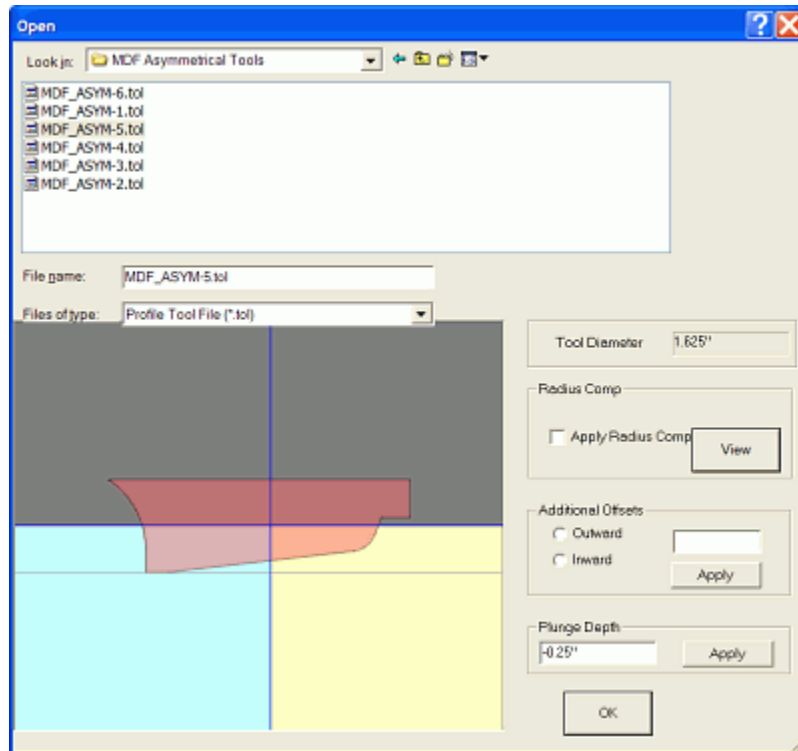 Open
Look in: MDF Asymmetrical Tools
MDF_ASYM-6.tol
MDF_ASYM-1.tol
MDF_ASYM-5.tol
MDF_ASYM-4.tol
MDF_ASYM-3.tol
MDF_ASYM-2.tol
File name: MDF_ASYM-5.tol
Files of type: Profile Tool File (*.tol)
Tool Diameter 1.625"
Radius Comp
Apply Radius Comp View
Additional Offsets
Outward
Inward
Apply
Plunge Depth
-0.25" Apply
OK